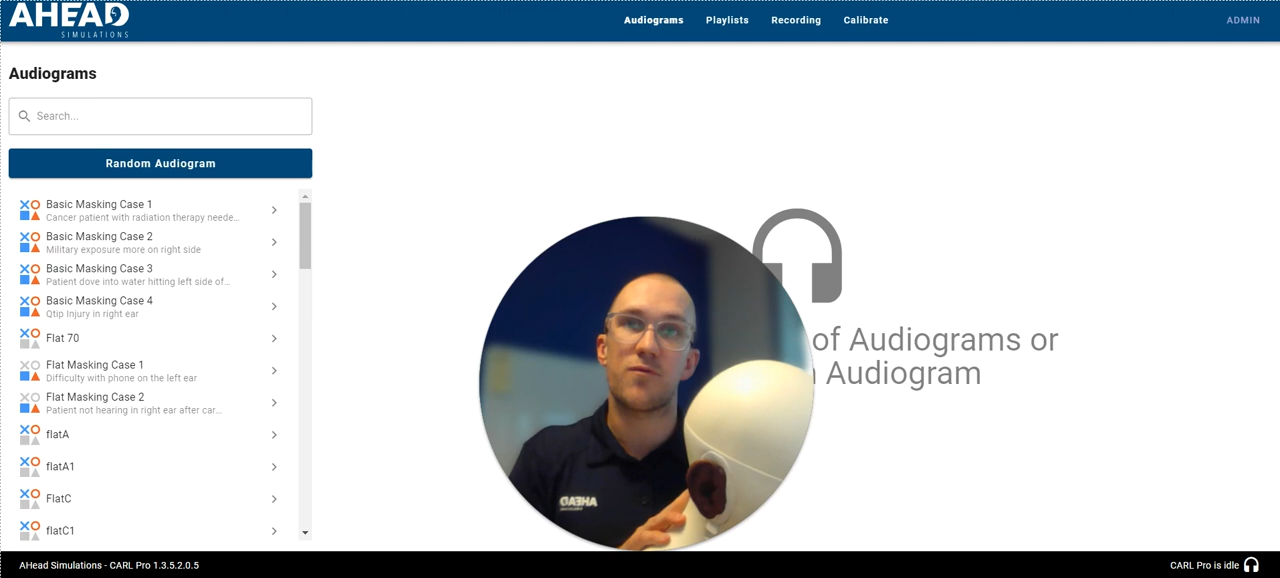 AHEAD
SIMULATIONS
Audiograms
Playlists
Recording
Calibrate
ADMIN
Audiograms
Search...
Random Audiogram
Basic Masking Case 1
Cancer patient with radiation therapy neede...
Basic Masking Case 2
Military exposure more on right side
Basic Masking Case 3
Patient dove into water hitting left side of...
Basic Masking Case 4
Qtip Injury in right ear
Flat 70
Flat Masking Case 1
Difficulty with phone on the left ear
Flat Masking Case 2
Patient not hearing in right ear after car...
flatA
flatA1
FlatC
flatC1
of Audiograms or
Audiogram
AHEAD
AHead Simulations - CARL Pro 1.3.5.2.0.5
CARL Pro is idle